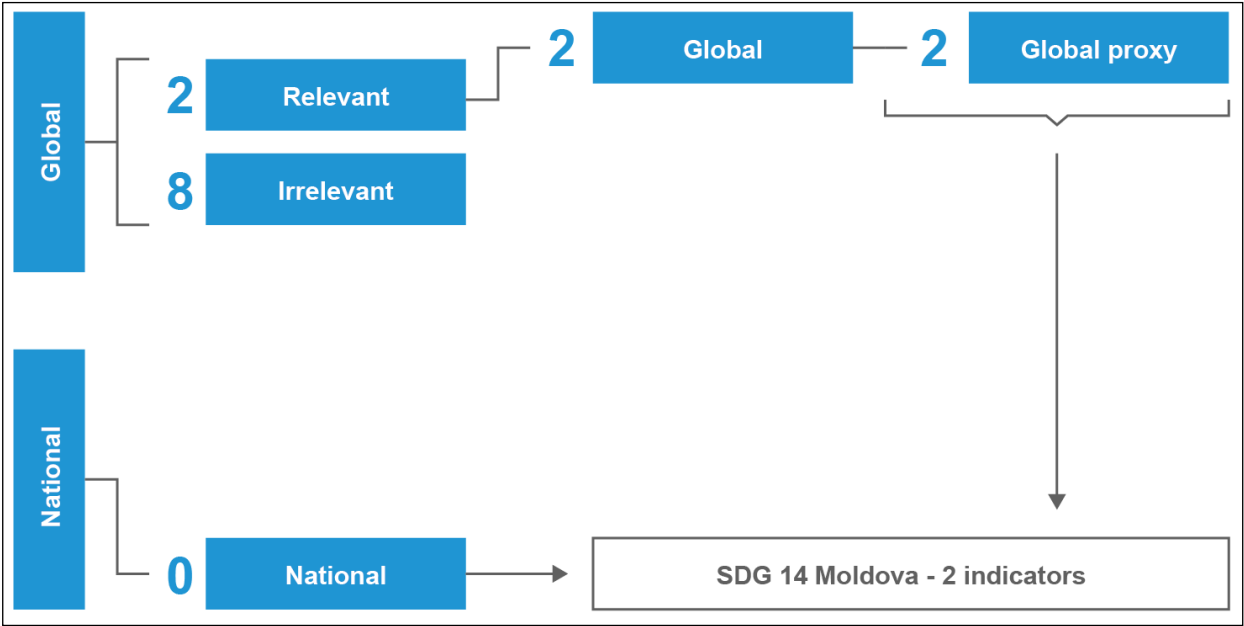 Global
2
Relevant
2
Global
2
Global proxy
8
Irrelevant
National
0
National
SDG 14 Moldova - 2 indicators